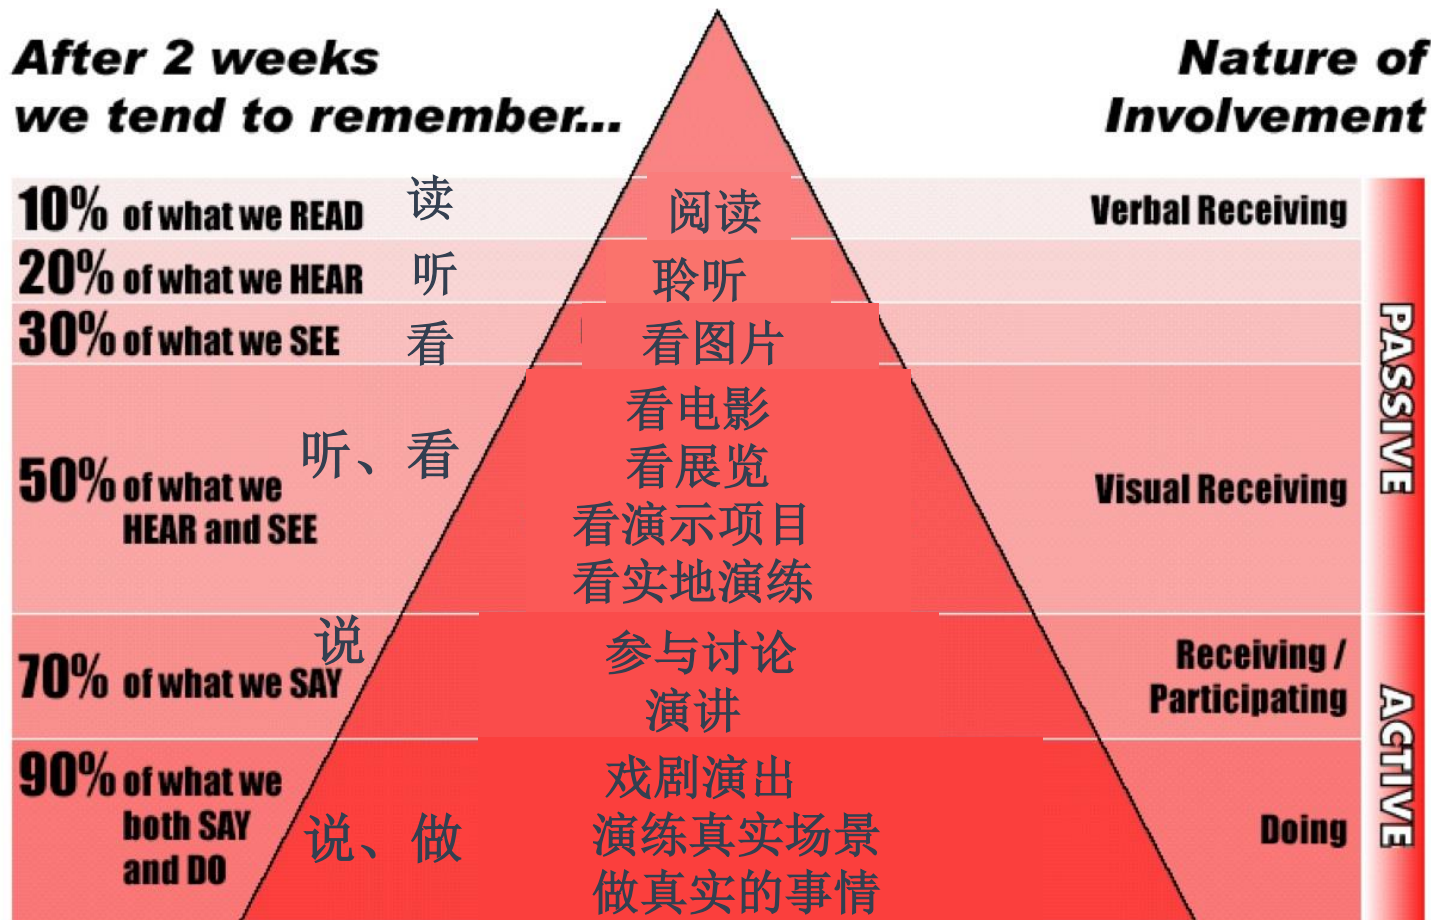 After 2 weeks
we tend to remember...
Nature of
Involvement
10% of what we READ
读
阅读
Verbal Receiving
20% of what we HEAR
听
聆听
30% of what we SEE
看
看图片
50% of what we
HEAR and SEE
听、看
看电影
看展览
看演示项目
看实地演练
Visual Receiving
PASSIVE
70% of what we SAY
说
参与讨论
演讲
Receiving /
Participating
90% of what we
both SAY
and DO
说、做
戏剧演出
演练真实场景
做真实的事情
Doing
ACTIVE